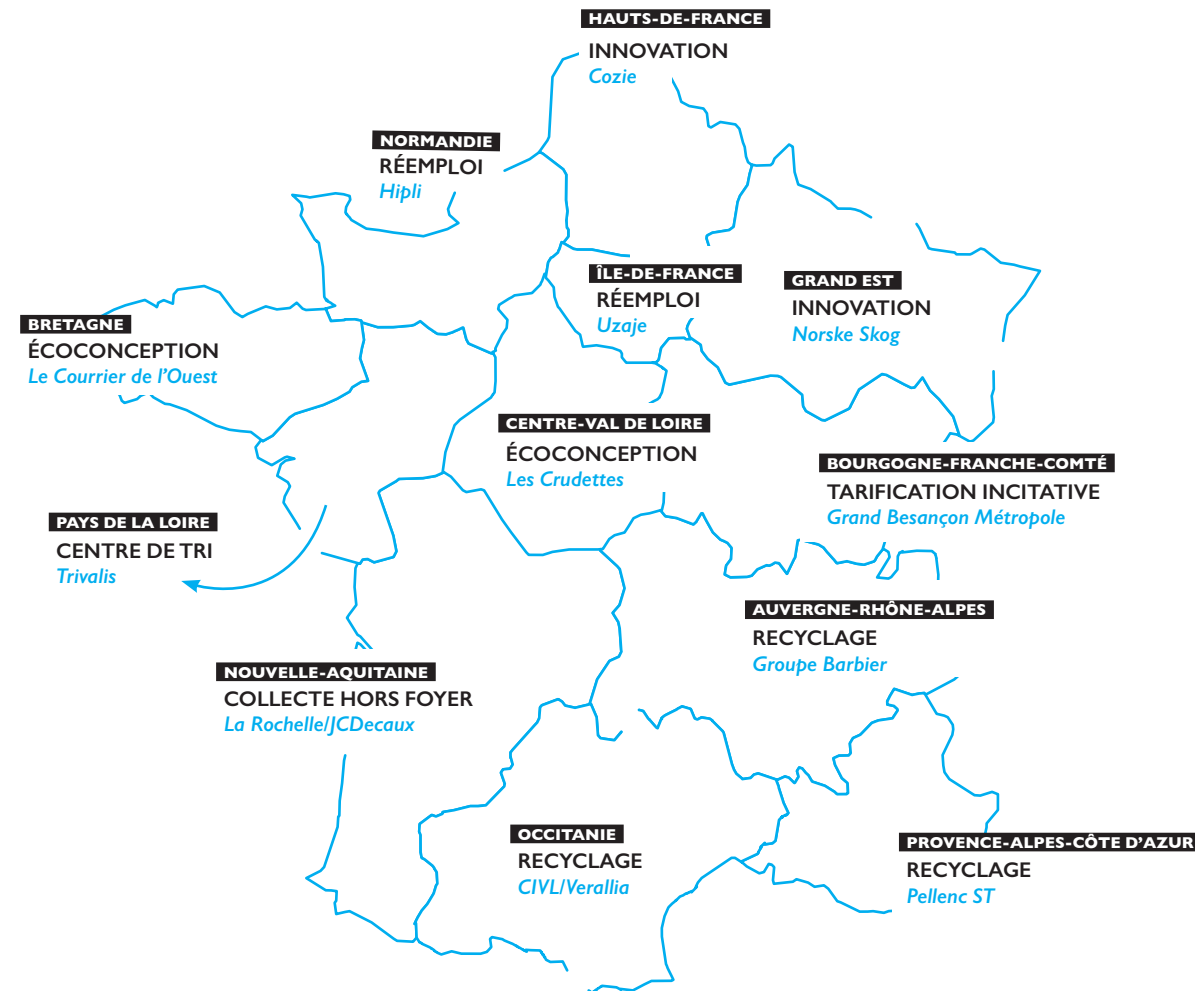 HAUTS-DE-FRANCE
INNOVATION
Cozie
NORMANDIE
RÉEMPLOI
Hipli
ÎLE-DE-FRANCE
RÉEMPLOI
Uzaje
GRAND EST
INNOVATION
Norske Skog
BRETAGNE
ÉCOCONCEPTION
Le Courrier de l'Ouest
CENTRE-VAL DE LOIRE
ÉCOCONCEPTION
Les Crudettes
BOURGOGNE-FRANCHE-COMTÉ
TARIFICATION INCITATIVE
Grand Besançon Métropole
PAYS DE LA LOIRE
CENTRE DE TRI
Trivalis
AUVERGNE-RHÔNE-ALPES
RECYCLAGE
Groupe Barbier
NOUVELLE-AQUITAINE
COLLECTE HORS FOYER
La Rochelle/JCDecaux
OCCITANIE
RECYCLAGE
CIVL/Verallia
PROVENCE-ALPES-CÔTE D'AZUR
RECYCLAGE
Pellenc ST